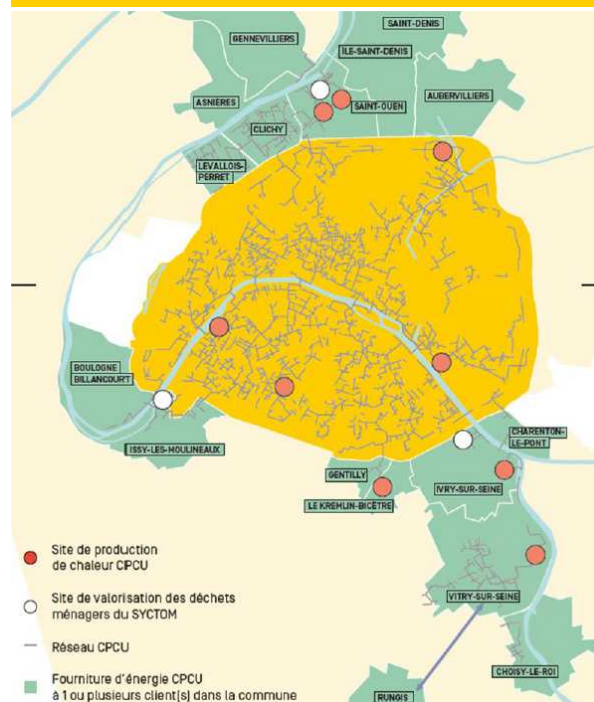 SAINT-DENIS
GENNEVILLIERS
ÎLE-SAINT-DENIS
ASNIÈRES
SAINT-OUEN
AUBERVILLIERS
CLICHY
LEVALLOIS-
PERRET
BOULOGNE
BILLANCOURT
ISSY-LES-MOULINEAUX
CHARENTON-
LE-PONT
GENTILLY
IVRY-SUR-SEINE
LE KREMLIN-BICÊTRE
VITRY-SUR-SEINE
CHOISY-LE-ROI
RUNGIS
Site de production
de chaleur CPCU
Site de valorisation des déchets
ménagers du SYCTOM
Réseau CPCU
Fourniture d'énergie CPCU
à 1 ou plusieurs client(s) dans la commune